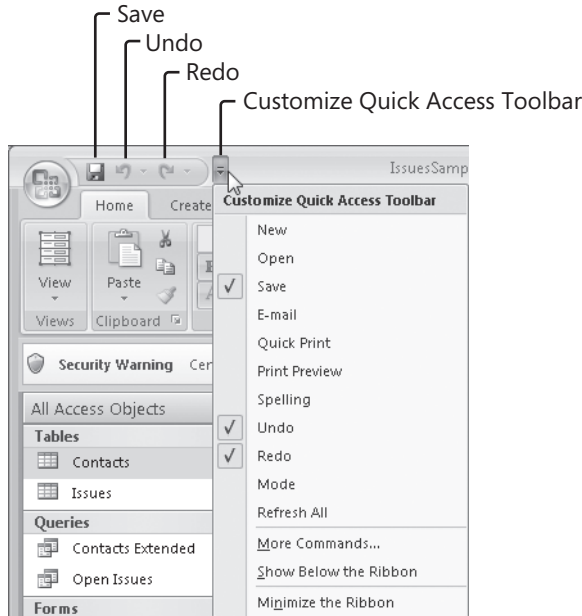 Save
Undo
Redo
Customize Quick Access Toolbar
IssuesSamp
Home Create
Customize Quick Access Toolbar
New
Open
Save
E-mail
Quick Print
Print Preview
Spelling
Undo
Redo
Mode
Refresh All
More Commands...
Show Below the Ribbon
Minimize the Ribbon
View
Paste
Views
Clipboard
Security Warning Cer
All Access Objects
Tables
Contacts
Issues
Queries
Contacts Extended
Open Issues
Forms